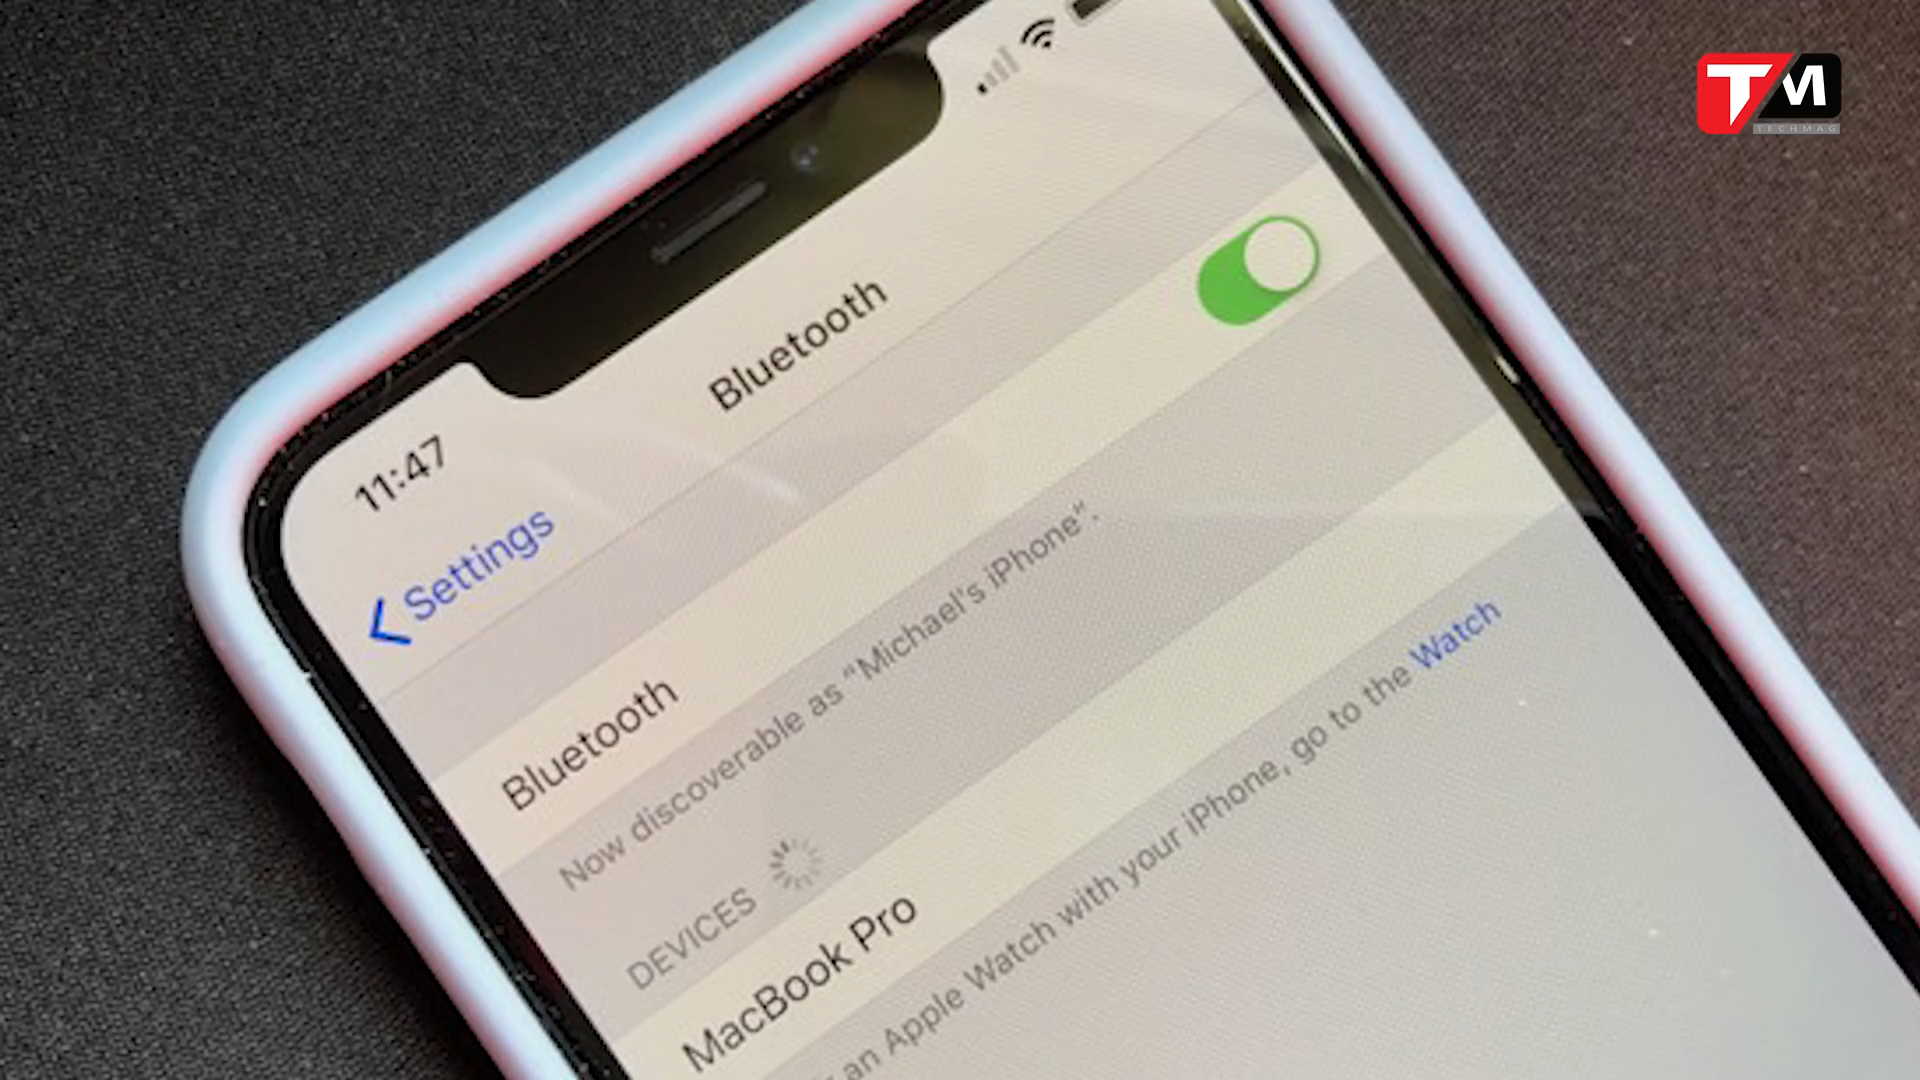 TM
TECHMAG
11:47
Settings
Bluetooth
Bluetooth
Now discoverable as “Michael’s iPhone”.
DEVICES
MacBook Pro
an Apple Watch with your iPhone, go to the Watch